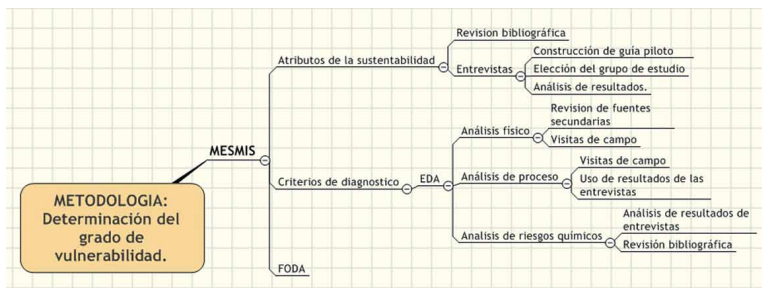 METODOLOGIA:
Determinación del
grado de
vulnerabilidad.
MESMIS
Atributos de la sustentabilidad
Revision bibliográfica
Entrevistas
Construcción de guia piloto
Elección del grupo de estudio
Análisis de resultados.
Criterios de diagnostico
EDA
Análisis físico
Revision de fuentes
secundarias
Visitas de campo
Análisis de proceso
Visitas de campo
Uso de resultados de las
entrevistas
Analisis de riesgos químicos
Análisis de resultados de
entrevistas
Revisión bibliográfica
FODA